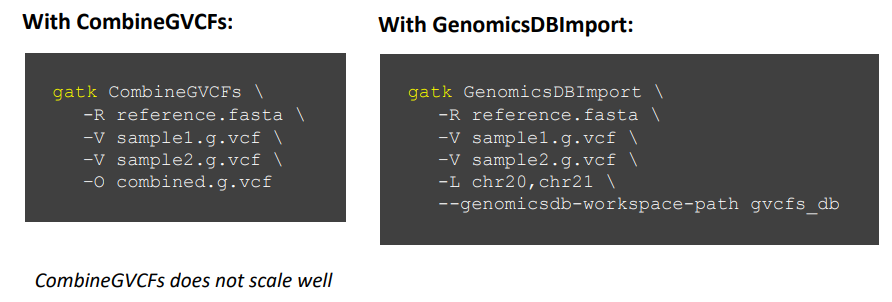 With CombineGVCFs:
gatk CombineGVCFs \
-R reference.fasta \
–V sample1.g.vcf \
–V sample2.g.vcf \
–O combined.g.vcf
CombineGVCFs does not scale well
With GenomicsDBImport:
gatk GenomicsDBImport \
-R reference.fasta \
–V sample1.g.vcf \
–V sample2.g.vcf \
-L chr20,chr21 \
--genomicsdb-workspace-path gvcfs_db